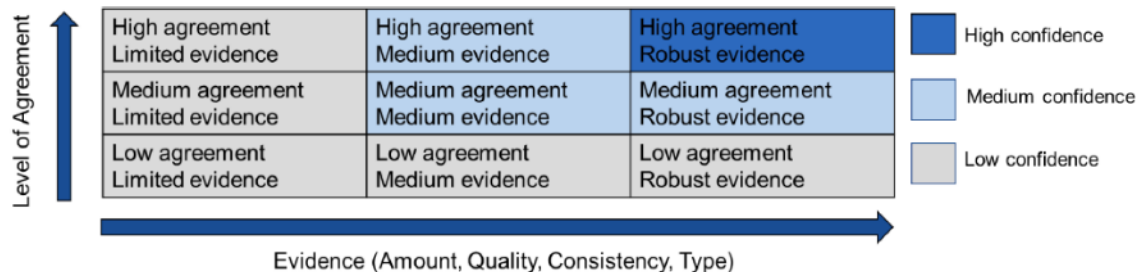 Level of Agreement
High agreement
Limited evidence
High agreement
Medium evidence
High agreement
Robust evidence
Medium agreement
Limited evidence
Medium agreement
Medium evidence
Medium agreement
Robust evidence
Low agreement
Limited evidence
Low agreement
Medium evidence
Low agreement
Robust evidence
High confidence
Medium confidence
Low confidence
Evidence (Amount, Quality, Consistency, Type)